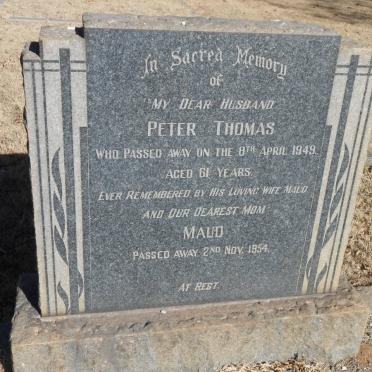 In Sacred Memory
of
My Dear Husband
Peter Thomas
Who Passed away on the 8th April 1949.
Aged 61 Years.
Ever Remembered by His Loving wife Maud
and Our Dearest Mom
Maud
Passed away 2nd Nov. 1954.
At Rest.